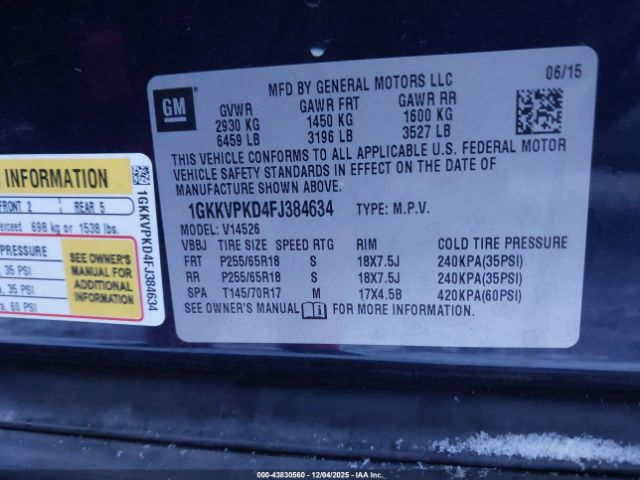 GM
MFD BY GENERAL MOTORS LLC
06/15
GVWR GAWR FRT GAWR RR
2930 KG 1450 KG 1600 KG
6459 LB 3196 LB 3527 LB
THIS VEHICLE CONFORMS TO ALL APPLICABLE U.S. FEDERAL MOTOR
VEHICLE SAFETY STANDARDS IN EFFECT ON THE DATE OF
MANUFACTURE SHOWN ABOVE.
1GKKVPKD4FJ384634 TYPE: M.P.V.
MODEL: V14526
VBBJ TIRE SIZE SPEED RTG RIM COLD TIRE PRESSURE
FRT P255/65R18 S 18X7.5J 240KPA(35PSI)
RR P255/65R18 S 18X7.5J 240KPA(35PSI)
SPA T145/70R17 M 17X4.5B 420KPA(60PSI)
SEE OWNER'S MANUAL FOR MORE INFORMATION.
INFORMATION
FRONT 2 REAR 5
exceed 698 kg or 1538 lbs.
35 PSI
35 PSI
60 PSI
SEE OWNER'S
MANUAL FOR
ADDITIONAL
INFORMATION
1GKKVPKD4FJ384634
000-43830560 - 12/04/2025 - IAAI.COM